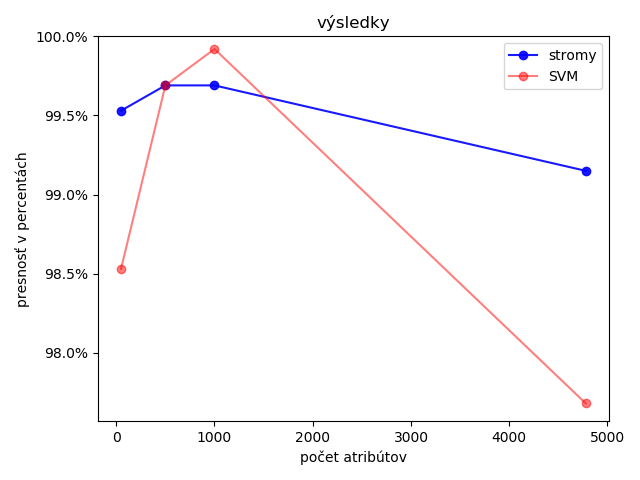 výsledky
100.0%
99.5%
99.0%
98.5%
98.0%
presnosť v percentách
stromy
SVM
0
1000
2000
3000
4000
5000
počet atribútov